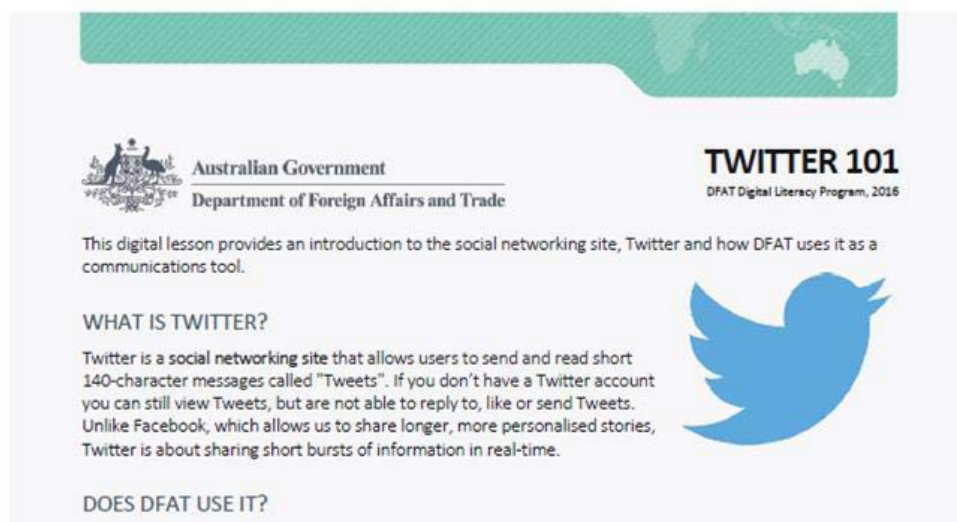 Australian Government
Department of Foreign Affairs and Trade
TWITTER 101
DFAT Digital Literacy Program, 2016
This digital lesson provides an introduction to the social networking site, Twitter and how DFAT uses it as a
communications tool.
WHAT IS TWITTER?
Twitter is a social networking site that allows users to send and read short
140-character messages called "Tweets". If you don't have a Twitter account
you can still view Tweets, but are not able to reply to, like or send Tweets.
Unlike Facebook, which allows us to share longer, more personalised stories,
Twitter is about sharing short bursts of information in real-time.
DOES DFAT USE IT?